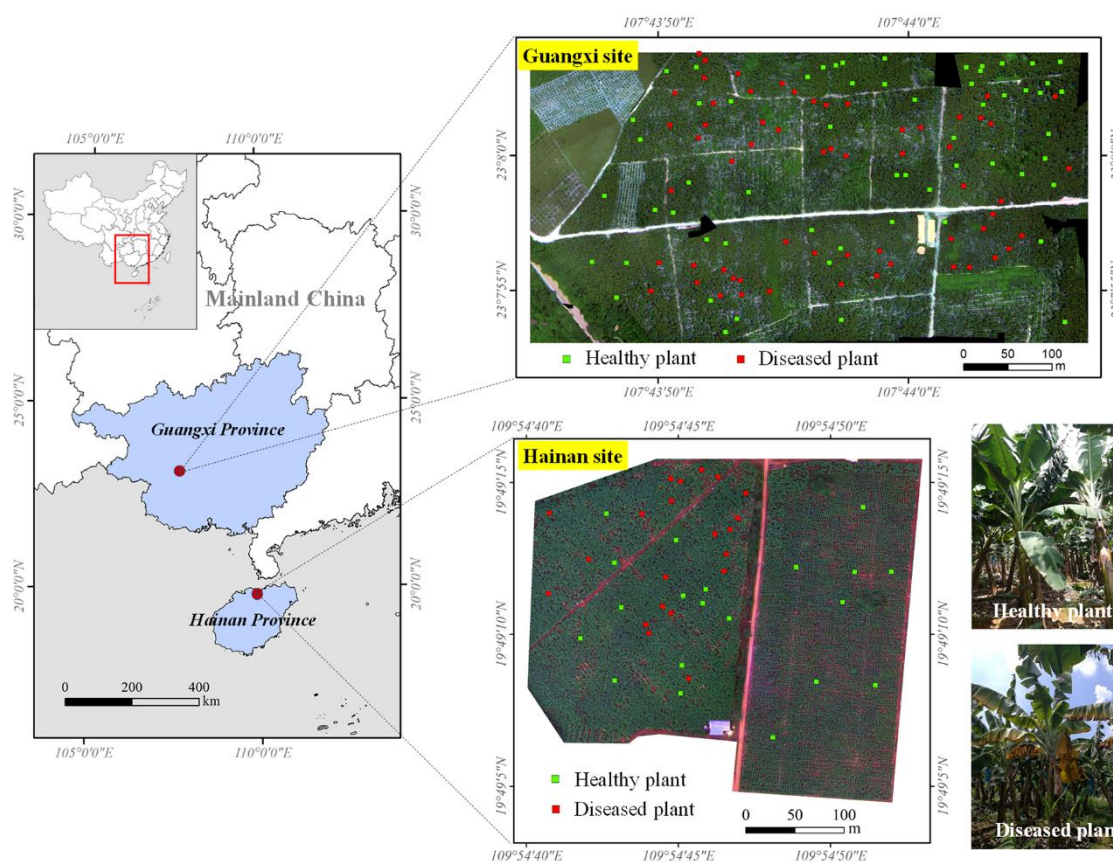 105°0'0"E
110°0'0"E
30°0'0"N
30°0'0"N
Mainland China
25°0'0"N
25°0'0"N
Guangxi Province
20°0'0"N
20°0'0"N
Hainan Province
0 200 400
km
105°0'0"E
110°0'0"E
107°43'50"E
107°44'0"E
Guangxi site
23°8'0"N
23°7'55"N
Healthy plant
Diseased plant
0 50 100
m
107°43'50"E
107°44'0"E
109°54'40"E
109°54'45"E
109°54'50"E
Hainan site
19°49'15"N
19°49'15"N
19°49'10"N
19°49'10"N
19°49'5"N
19°49'5"N
Healthy plant
Diseased plant
0 50 100
m
109°54'40"E
109°54'45"E
109°54'50"E
Healthy plant
Diseased plant